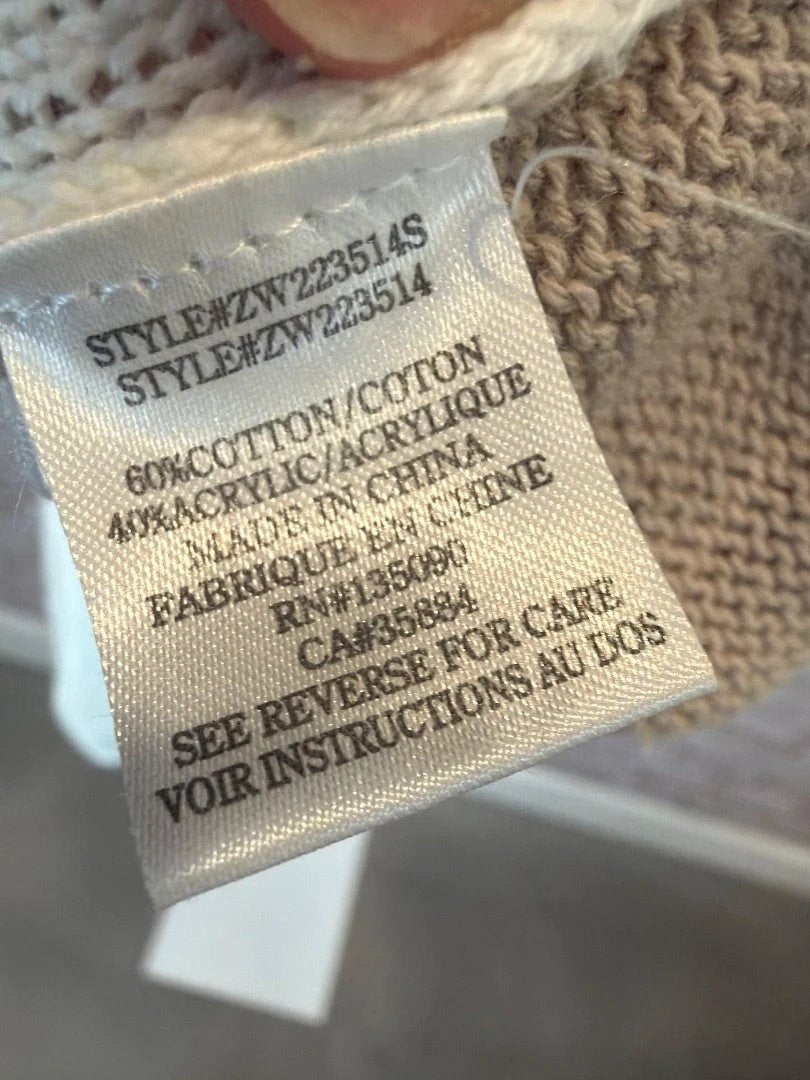 STYLE#ZW223514S
STYLE#ZW223514
60%COTTON/COTON
40%ACRYLIC/ACRYLIQUE
MADE IN CHINA
FABRIQUE EN CHINE
RN#135090
CA#35884
SEE REVERSE FOR CARE
VOIR INSTRUCTIONS AU DOS